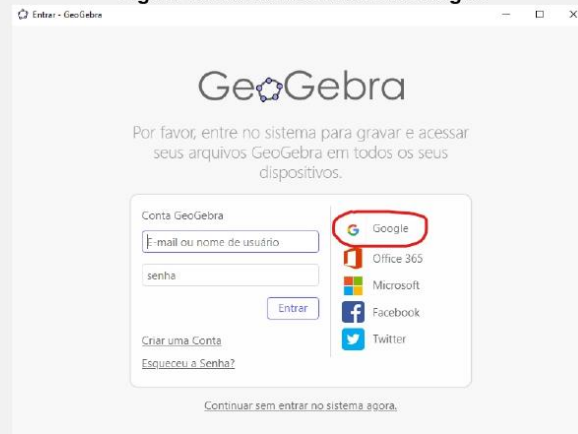 Entrar - GeoGebra
GeoGebra
Por favor, entre no sistema para gravar e acessar
seus arquivos GeoGebra em todos os seus
dispositivos.
Conta GeoGebra
E-mail ou nome de usuário
senha
Entrar
Criar uma Conta
Esqueceu a Senha?
Google
Office 365
Microsoft
Facebook
Twitter
Continuar sem entrar no sistema agora.